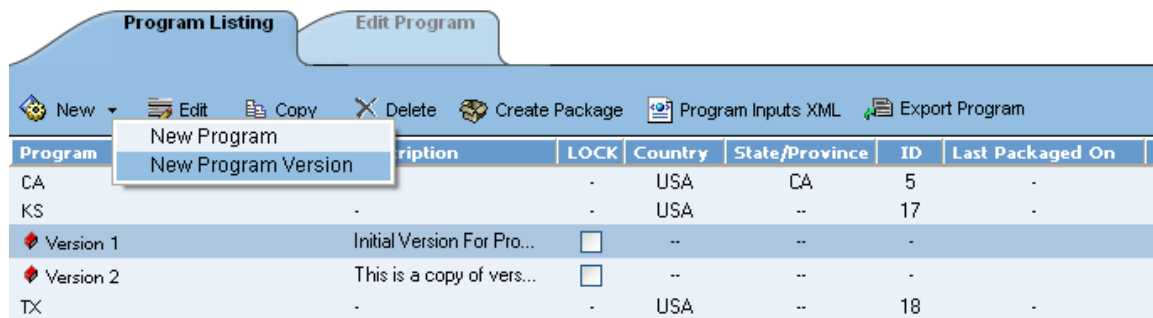 Program Listing Edit Program
New Edit Copy Delete Create Package Program Inputs XML Export Program
New Program
New Program Version
Program ription LOCK Country State/Province ID Last Packaged On
CA - USA CA 5 -
KS - - USA -- 17 -
Version 1 Initial Version For Pro... -- -- -
Version 2 This is a copy of vers... -- -- -
TX - - USA -- 18 -